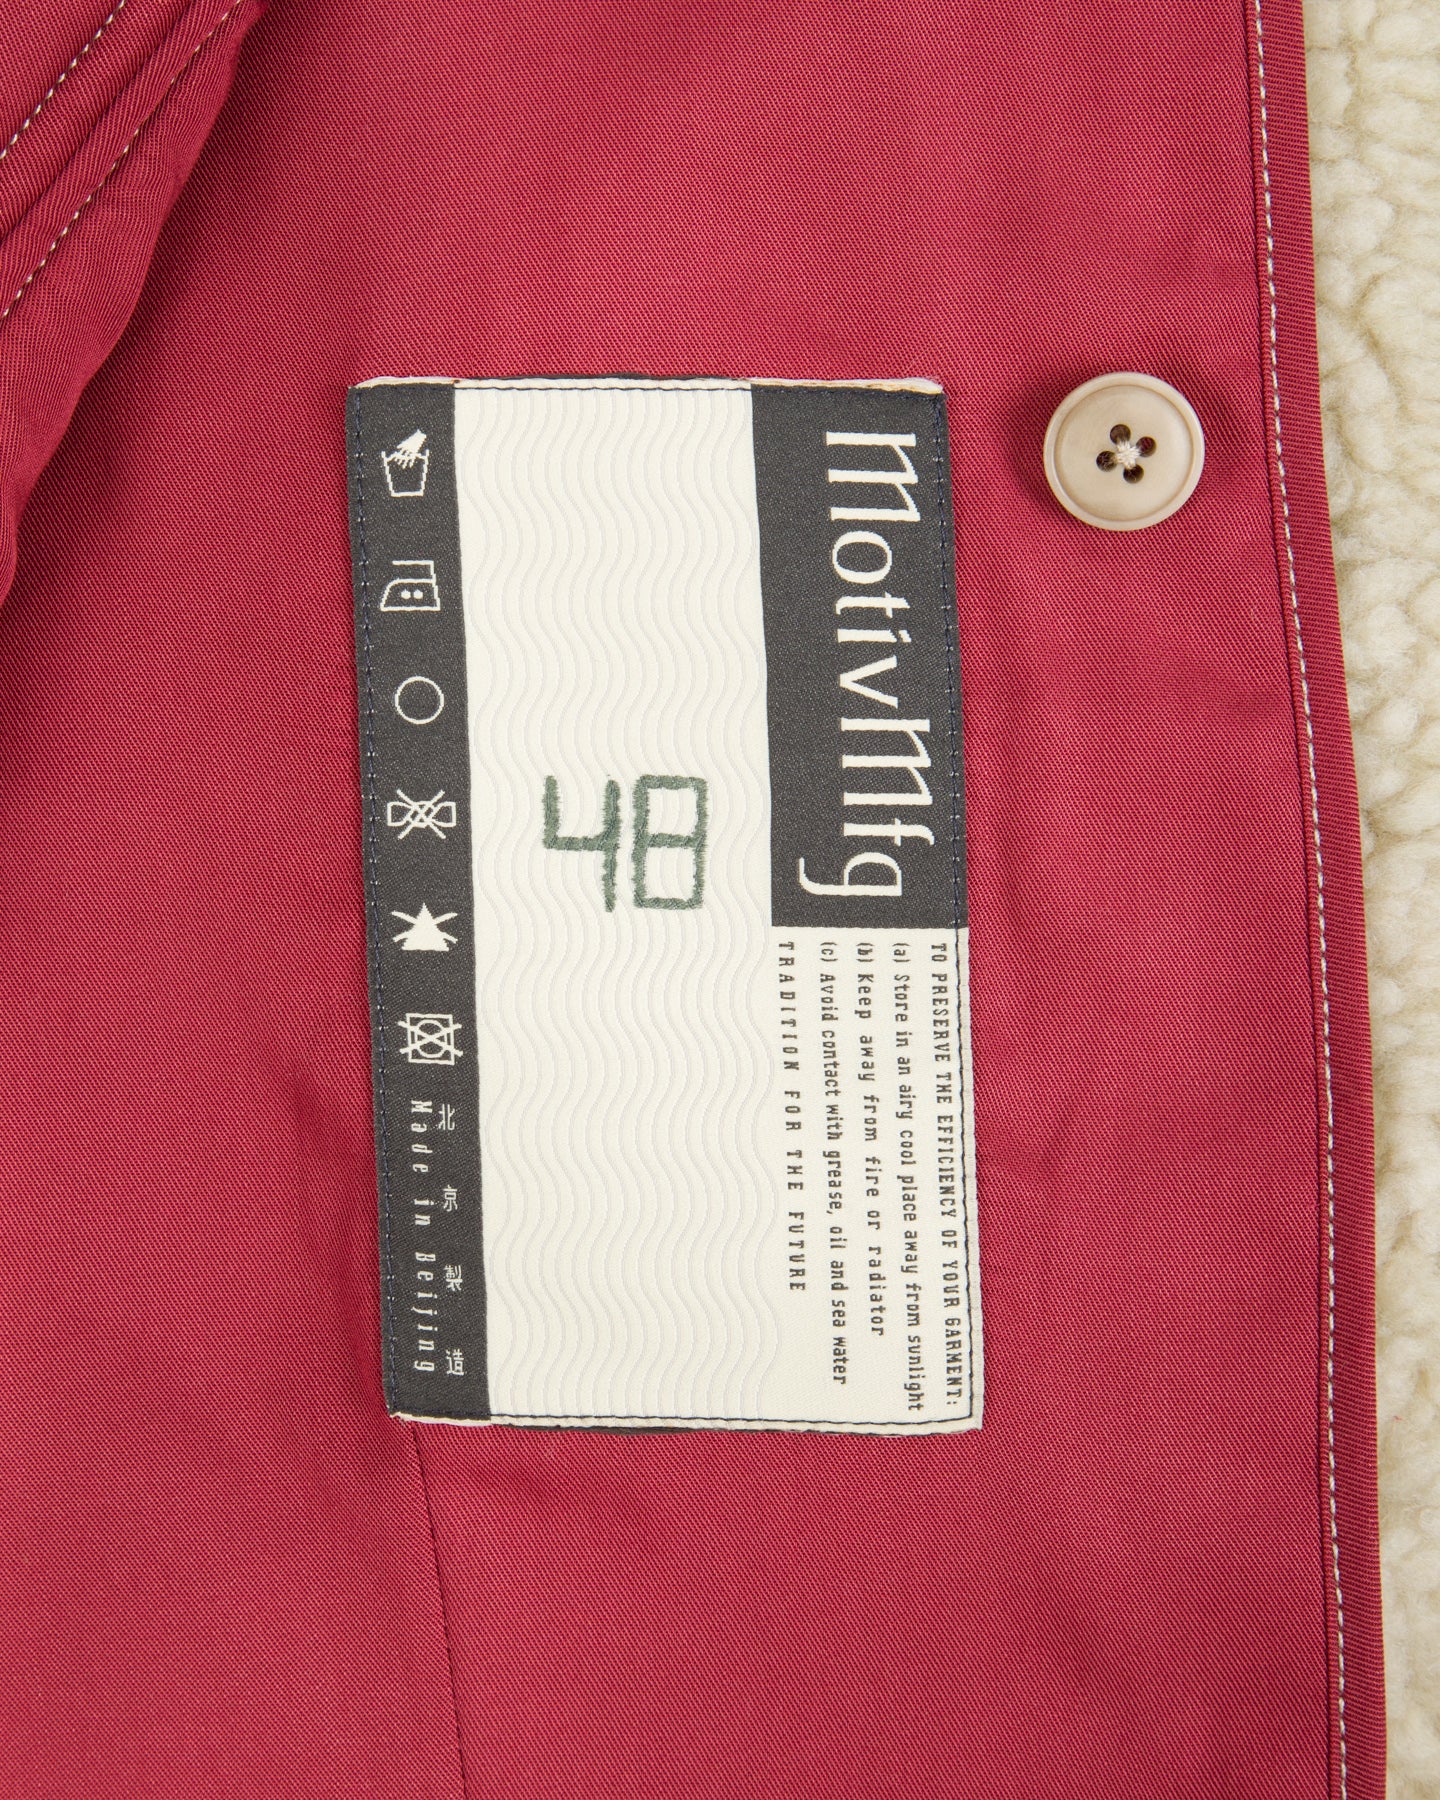 MotivMfg
TO PRESERVE THE EFFICIENCY OF YOUR GARMENT:
(a) Store in an airy cool place away from sunlight
(b) Keep away from fire or radiator
(c) Avoid contact with grease, oil and sea water
TRADITION FOR THE FUTURE
48
北京製造
Made in Beijing